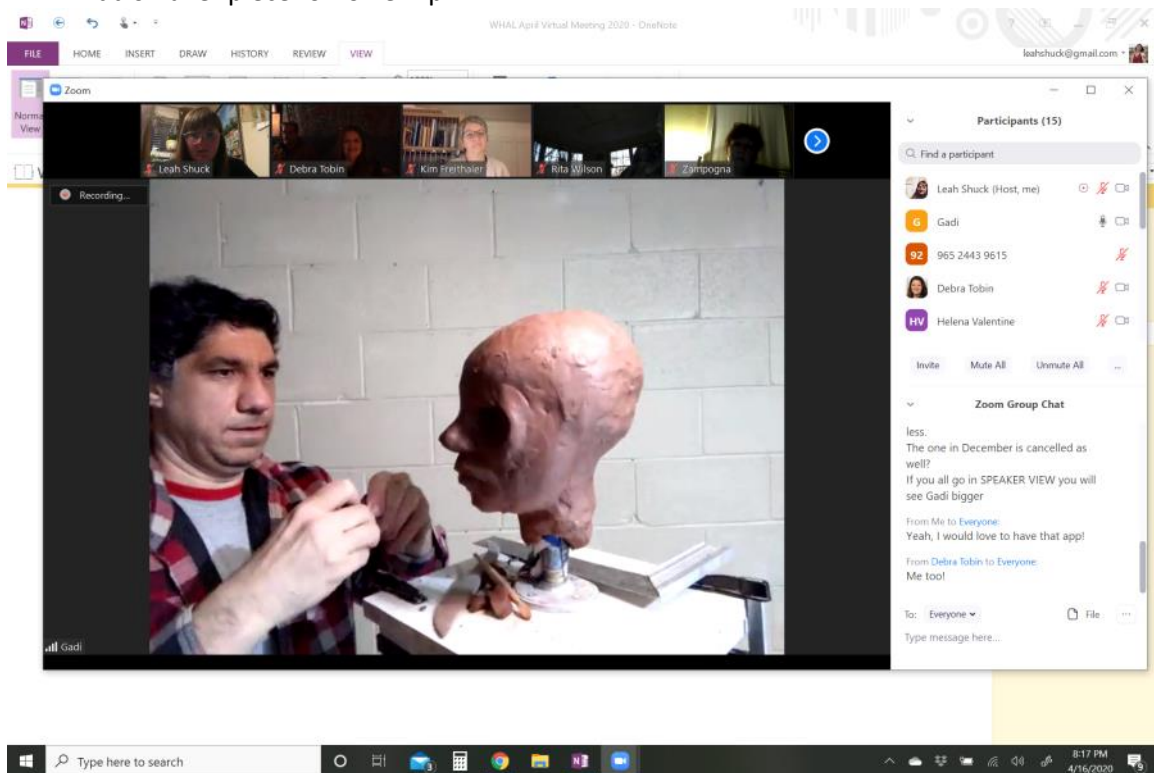 WHAL April Virtual Meeting 2020 - OneNote
FILE HOME INSERT DRAW HISTORY REVIEW VIEW
leahshuck@gmail.com
Zoom
Normal
View
Leah Shuck
Debra Tobin
Kim Freithaler
Rita Wilson
Zampogna
Recording...
Gadi
Participants (15)
Find a participant
Leah Shuck (Host, me)
G Gadi
92 965 2443 9615
Debra Tobin
HV Helena Valentine
Invite Mute All Unmute All ...
Zoom Group Chat
less.
The one in December is cancelled as
well?
If you all go in SPEAKER VIEW you will
see Gadi bigger
From Me to Everyone:
Yeah, I would love to have that app!
From Debra Tobin to Everyone:
Me too!
To: Everyone File ...
Type message here...
Type here to search
8:17 PM
4/16/2020